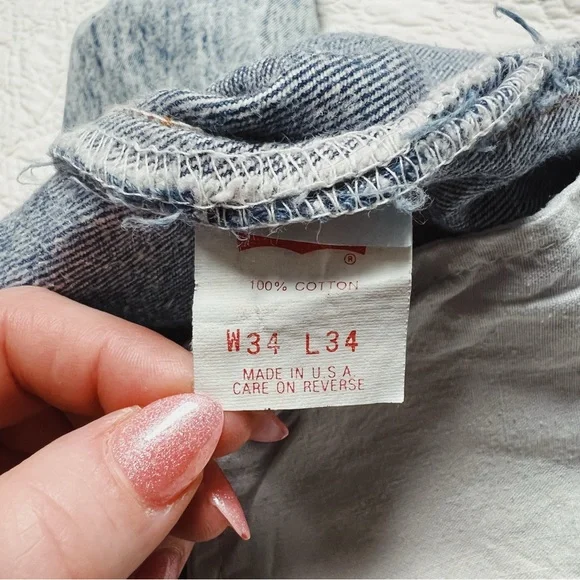 ®
100% COTTON
W34 L34
MADE IN U.S.A
CARE ON REVERSE